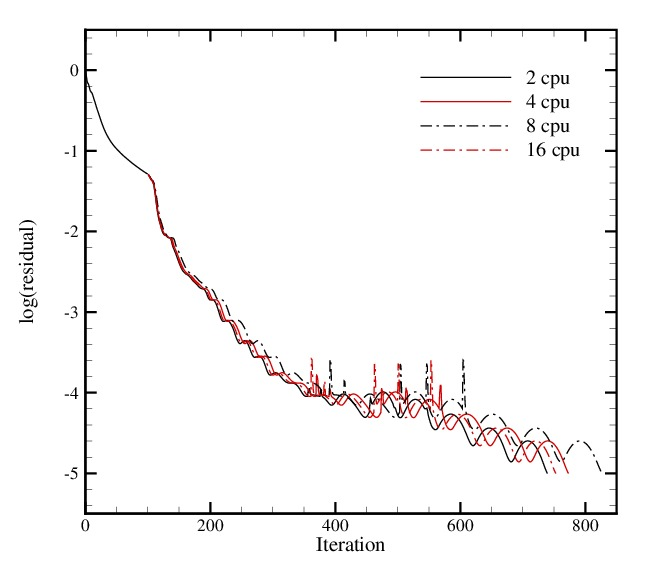 0
-1
-2
-3
-4
-5
log(residual)
2 cpu
4 cpu
8 cpu
16 cpu
0
200
400
600
800
Iteration